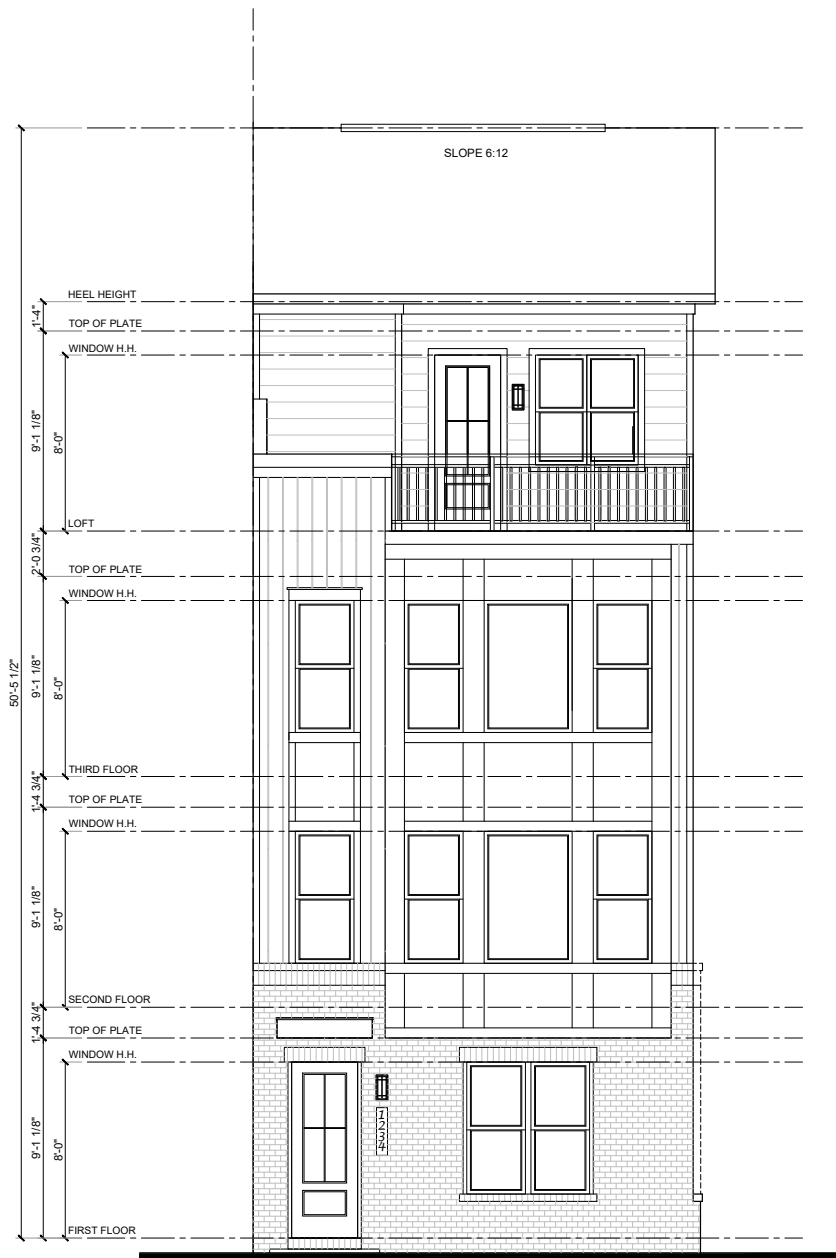 SLOPE 6:12
HEEL HEIGHT
1'-4"
TOP OF PLATE
WINDOW H.H.
9'-1 1/8"
8'-0"
LOFT
2'-0 3/4"
TOP OF PLATE
WINDOW H.H.
50'-5 1/2"
9'-1 1/8"
8'-0"
THIRD FLOOR
1'-4 3/4"
TOP OF PLATE
WINDOW H.H.
9'-1 1/8"
8'-0"
SECOND FLOOR
1'-4 3/4"
TOP OF PLATE
WINDOW H.H.
1234
9'-1 1/8"
8'-0"
FIRST FLOOR